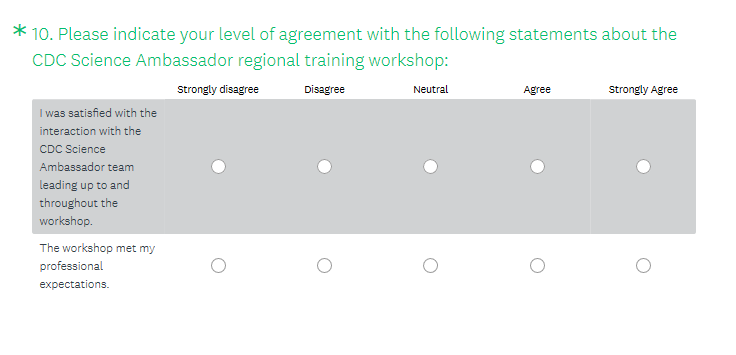 * 10. Please indicate your level of agreement with the following statements about the
CDC Science Ambassador regional training workshop:
Strongly disagree Disagree Neutral Agree Strongly Agree
I was satisfied with the
interaction with the
CDC Science
Ambassador team
leading up to and
throughout the
workshop.
The workshop met my
professional
expectations.